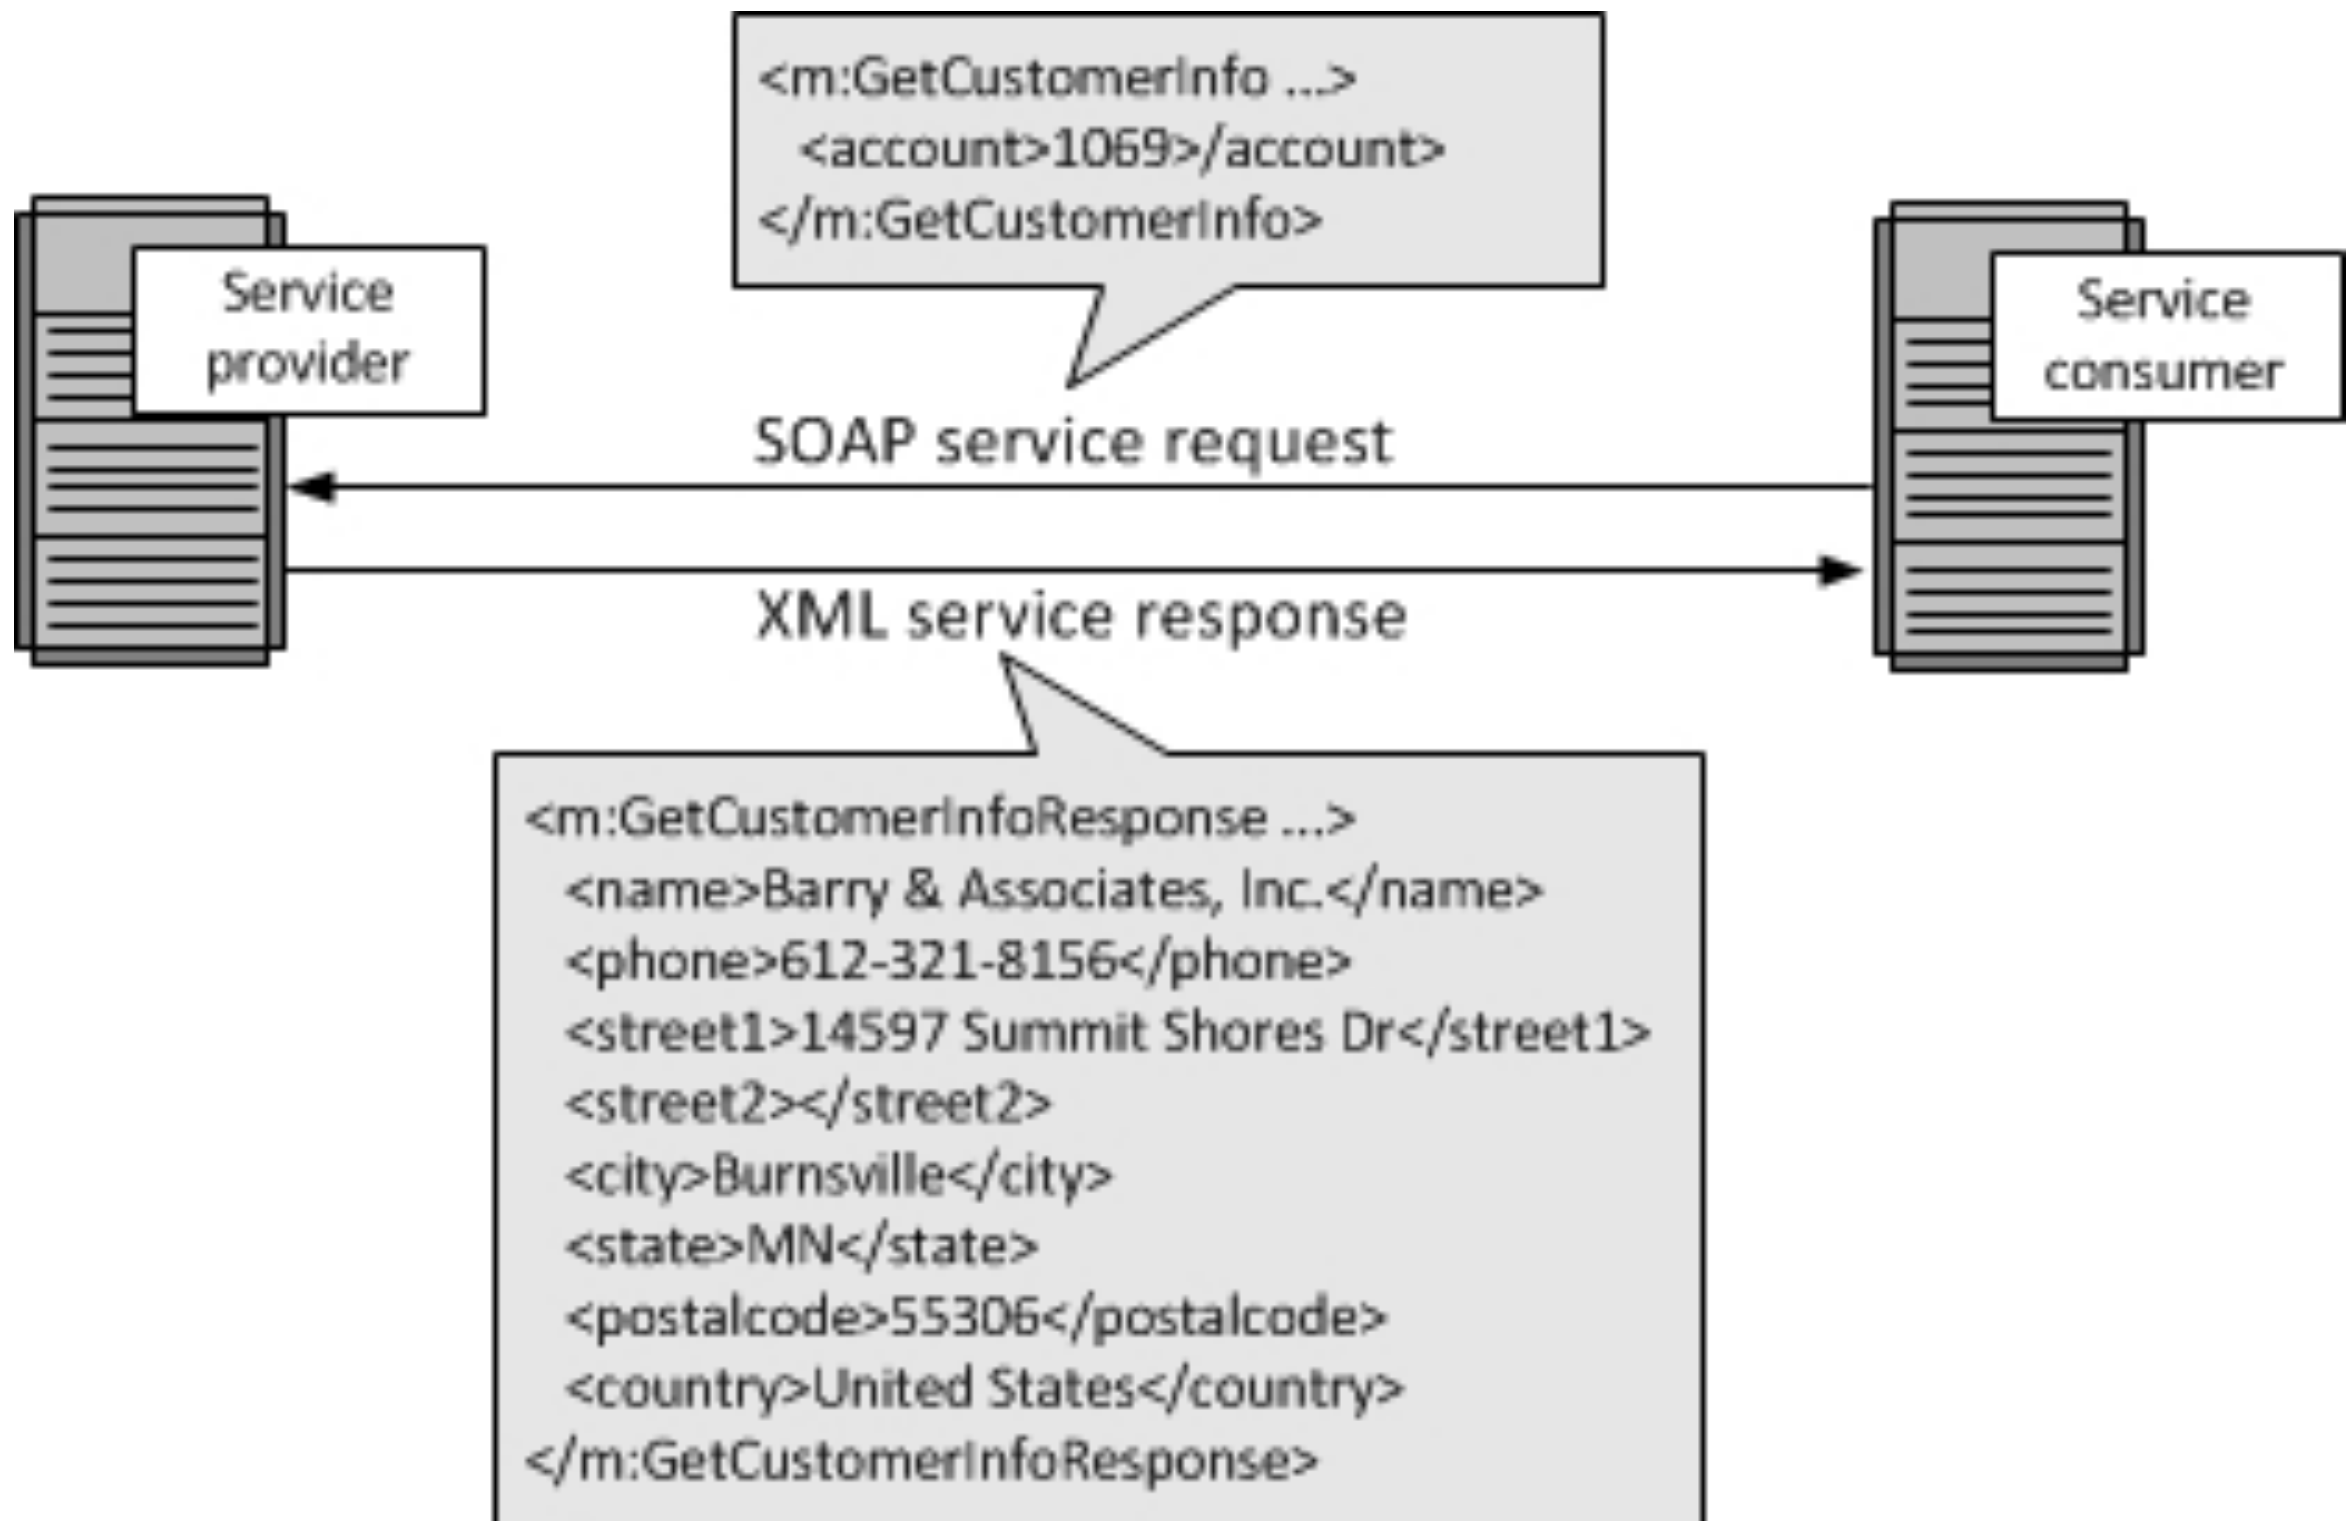 <m:GetCustomerInfo ...>
<account>1069>/account>
</m:GetCustomerInfo>
Service
provider
Service
consumer
SOAP service request
XML service response
<m:GetCustomerInfoResponse ...>
<name>Barry & Associates, Inc.</name>
<phone>612-321-8156</phone>
<street1>14597 Summit Shores Dr</street1>
<street2></street2>
<city>Burnsville</city>
<state>MN</state>
<postalcode>55306</postalcode>
<country>United States</country>
</m:GetCustomerInfoResponse>